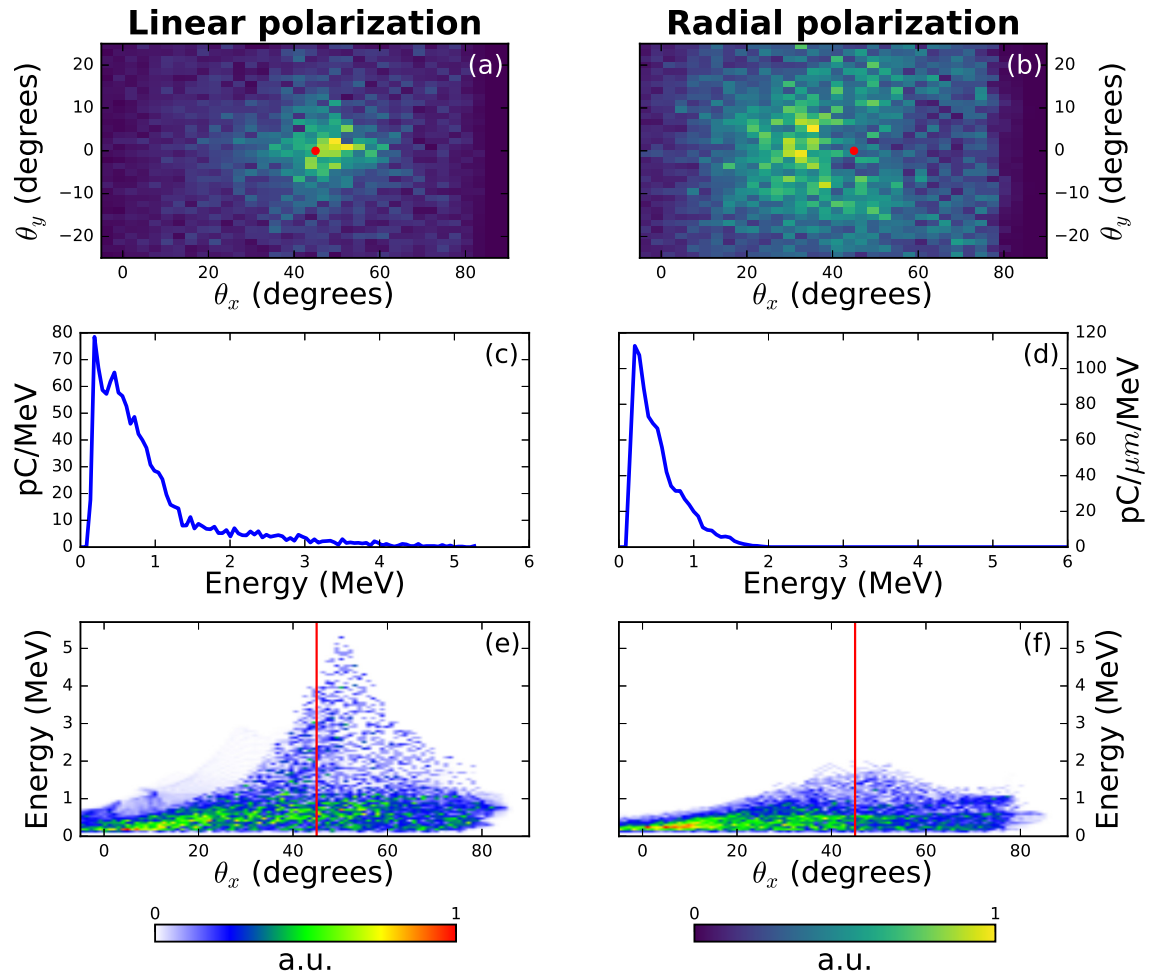 Linear polarization Radial polarization
(a) (b)
20 10 0 −10 −20
θy (degrees)
0 20 40 60 80
θx (degrees)
20 10 0 −10 −20
θy (degrees)
0 20 40 60 80
θx (degrees)
(c) (d)
80 70 60 50 40 30 20 10 0
pC/MeV
0 1 2 3 4 5 6
Energy (MeV)
120 100 80 60 40 20 0
pC/μm/MeV
0 1 2 3 4 5 6
Energy (MeV)
(e) (f)
5 4 3 2 1 0
Energy (MeV)
0 20 40 60 80
θx (degrees)
5 4 3 2 1 0
Energy (MeV)
0 20 40 60 80
θx (degrees)
0 1
a.u.
0 1
a.u.